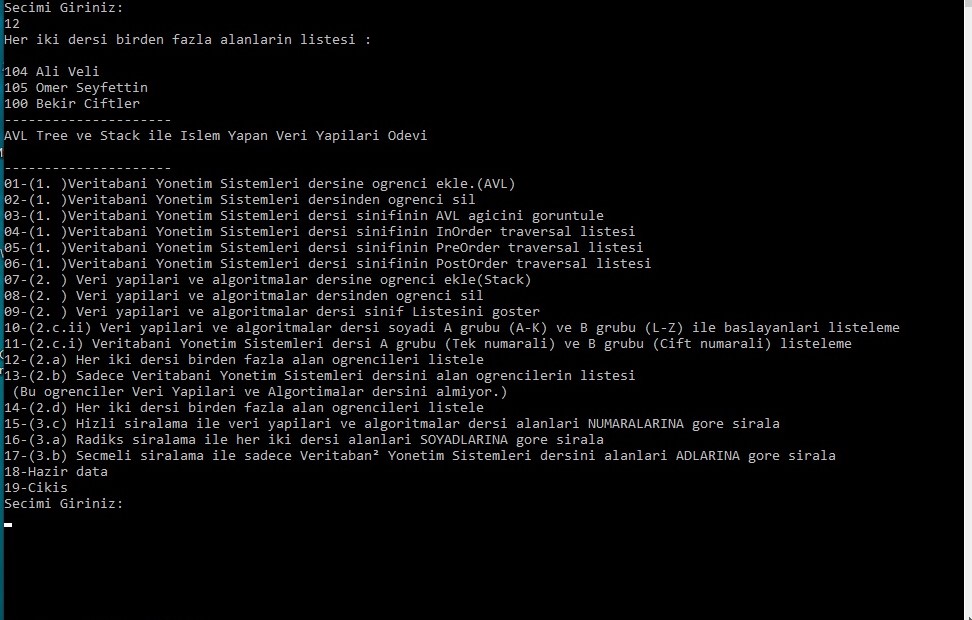 Secimi Giriniz:
12
Her iki dersi birden fazla alanlarin listesi :
104 Ali Veli
105 Omer Seyfettin
100 Bekir Ciftler
---------------------
AVL Tree ve Stack ile Islem Yapan Veri Yapilari Odevi
---------------------
01-(1. )Veritabani Yonetim Sistemleri dersine ogrenci ekle.(AVL)
02-(1. )Veritabani Yonetim Sistemleri dersinden ogrenci sil
03-(1. )Veritabani Yonetim Sistemleri dersi sinifinin AVL agicini goruntule
04-(1. )Veritabani Yonetim Sistemleri dersi sinifinin InOrder traversal listesi
05-(1. )Veritabani Yonetim Sistemleri dersi sinifinin PreOrder traversal listesi
06-(1. )Veritabani Yonetim Sistemleri dersi sinifinin PostOrder traversal listesi
07-(2. ) Veri yapilari ve algoritmalar dersine ogrenci ekle(Stack)
08-(2. ) Veri yapilari ve algoritmalar dersinden ogrenci sil
09-(2. ) Veri yapilari ve algoritmalar dersi sinif Listesini goster
10-(2.c.ii) Veri yapilari ve algoritmalar dersi soyadi A grubu (A-K) ve B grubu (L-Z) ile baslayanlari listeleme
11-(2.c.i) Veritabani Yonetim Sistemleri dersi A grubu (Tek numarali) ve B grubu (Cift numarali) listeleme
12-(2.a) Her iki dersi birden fazla alan ogrencileri listele
13-(2.b) Sadece Veritabani Yonetim Sistemleri dersini alan ogrencilerin listesi
(Bu ogrenciler Veri Yapilari ve Algortimalar dersini almiyor.)
14-(2.d) Her iki dersi birden fazla alan ogrencileri listele
15-(3.c) Hizli siralama ile veri yapilari ve algoritmalar dersi alanlari NUMARALARINA gore sirala
16-(3.a) Radiks siralama ile her iki dersi alanlari SOYADLARINA gore sirala
17-(3.b) Secmeli siralama ile sadece Veritaban² Yonetim Sistemleri dersini alanlari ADLARINA gore sirala
18-Hazir data
19-Cikis
Secimi Giriniz: